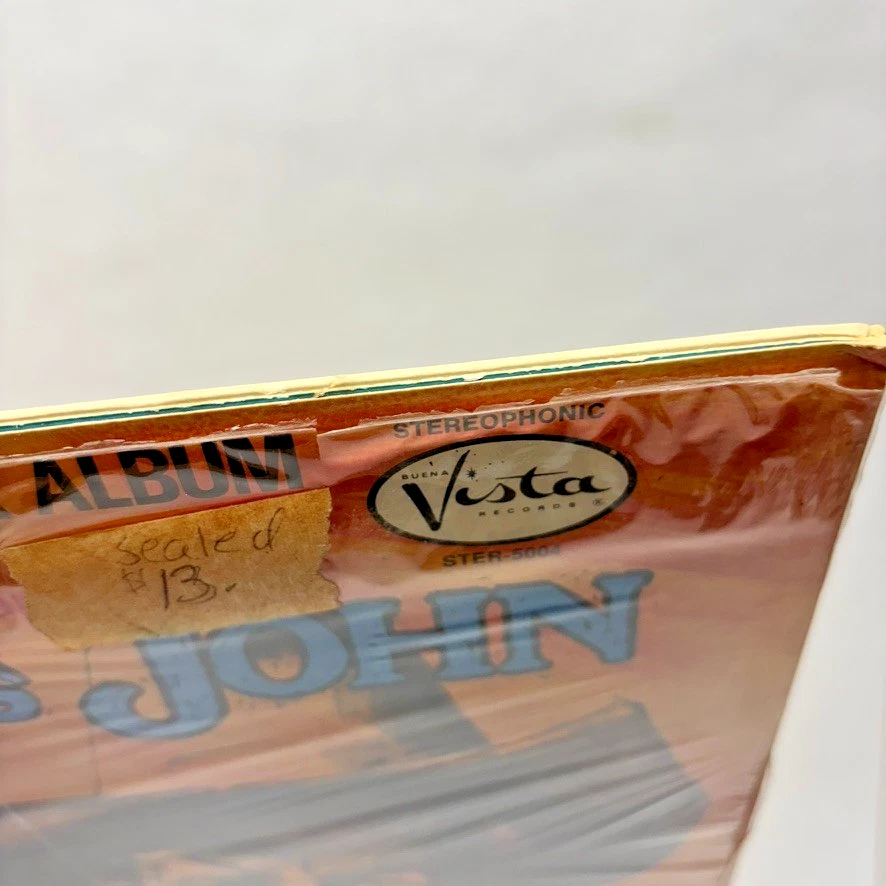 STEREOPHONIC
ALBUM
BUENA
Vista
RECORDS ®
sealed
$13.
STER-5004
JOHN